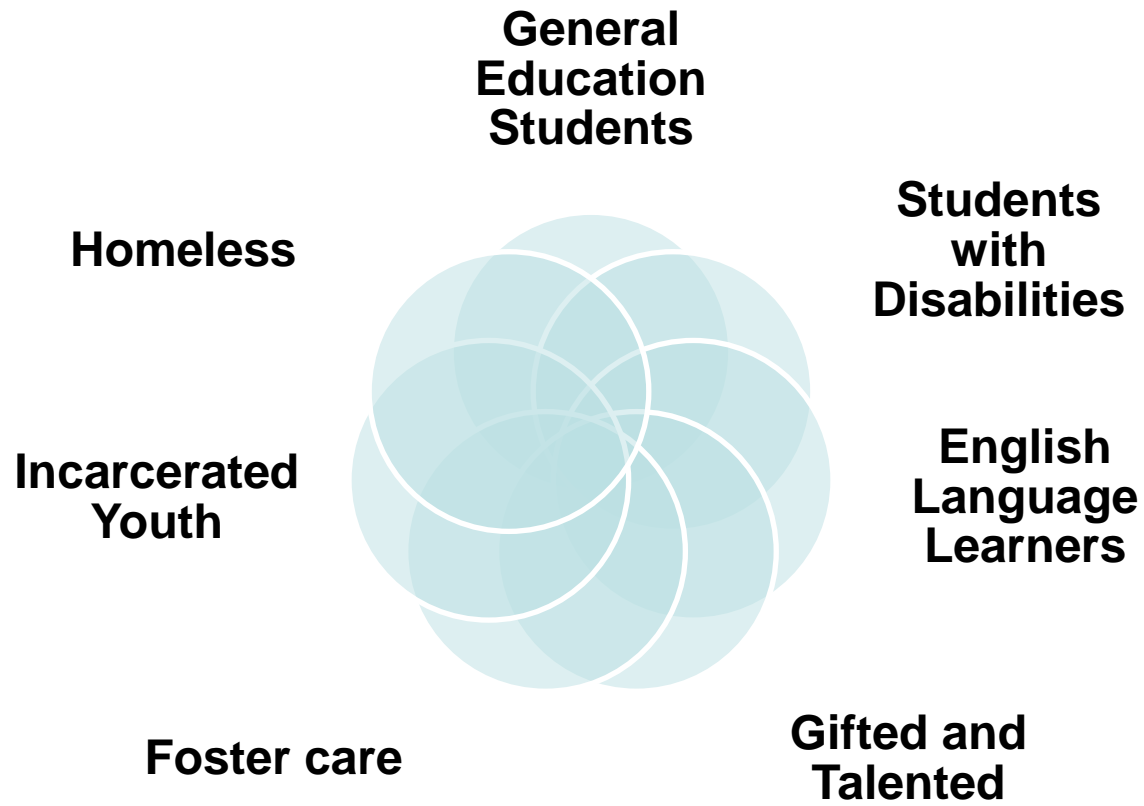 General
Education
Students
Students
with
Disabilities
English
Language
Learners
Gifted and
Talented
Foster care
Incarcerated
Youth
Homeless